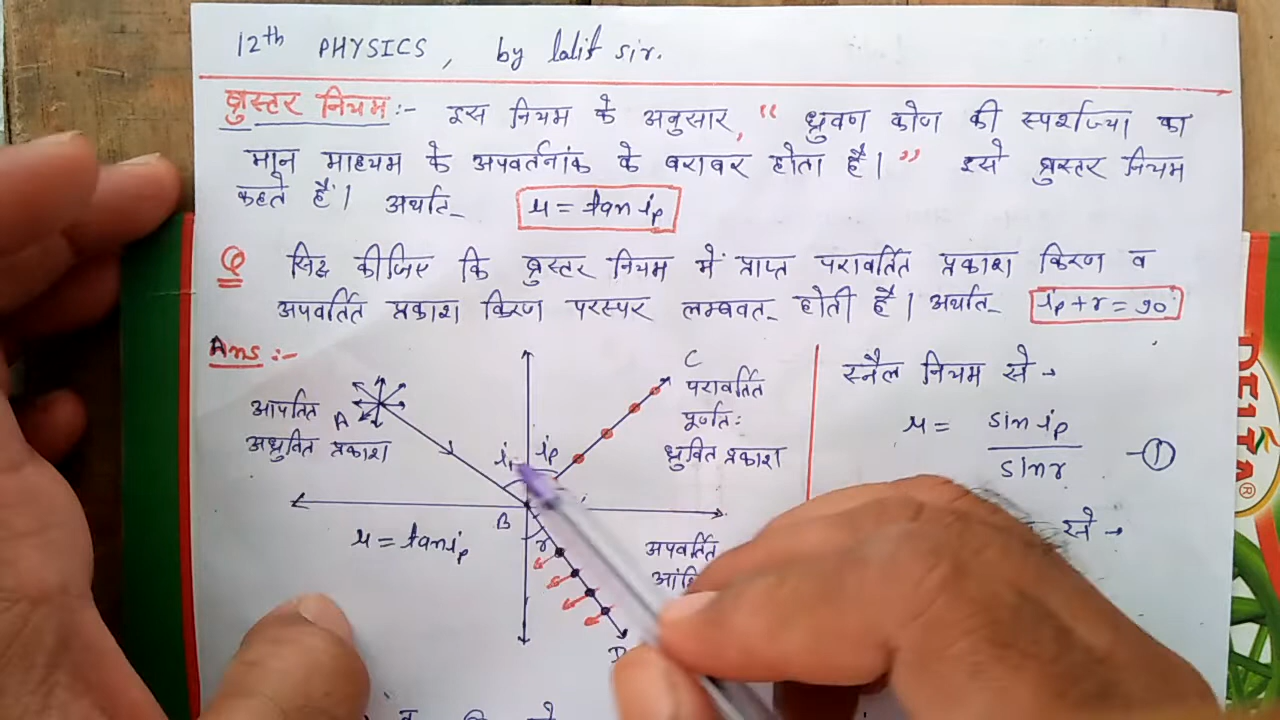 12th PHYSICS, by lalit sir.
ब्रुस्टर नियम :- इस नियम के अनुसार, " ध्रुवण कोण की स्पर्शज्या का
मान माध्यम के अपवर्तनांक के बराबर होता है। " इसे ब्रुस्टर नियम
कहते हैं। अर्थात- μ = tan ip
Q सिद्ध कीजिए कि ब्रुस्टर नियम में प्राप्त परावर्तित प्रकाश किरण व
अपवर्तित प्रकाश किरण परस्पर लम्बवत- होती है। अर्थात- ip + r = 90
Ans :-
A
आपतित
अध्रुवित प्रकाश
ip
ip
C
परावर्तित
पूर्णतः
ध्रुवित प्रकाश
B
μ = tan ip
r
अपवर्तित
D
स्नैल नियम से →
μ = sin ip / sin r - ①
से →
DELTA®